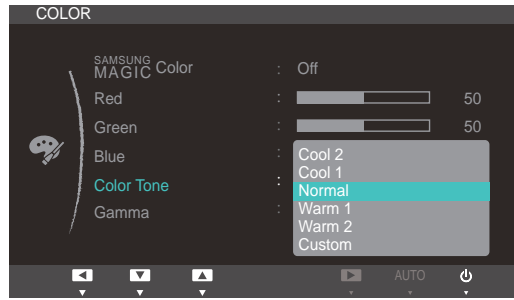 COLOR
SAMSUNG MAGIC Color : Off
Red : 50
Green : 50
Blue :
Color Tone :
Gamma :
Cool 2
Cool 1
Normal
Warm 1
Warm 2
Custom
AUTO